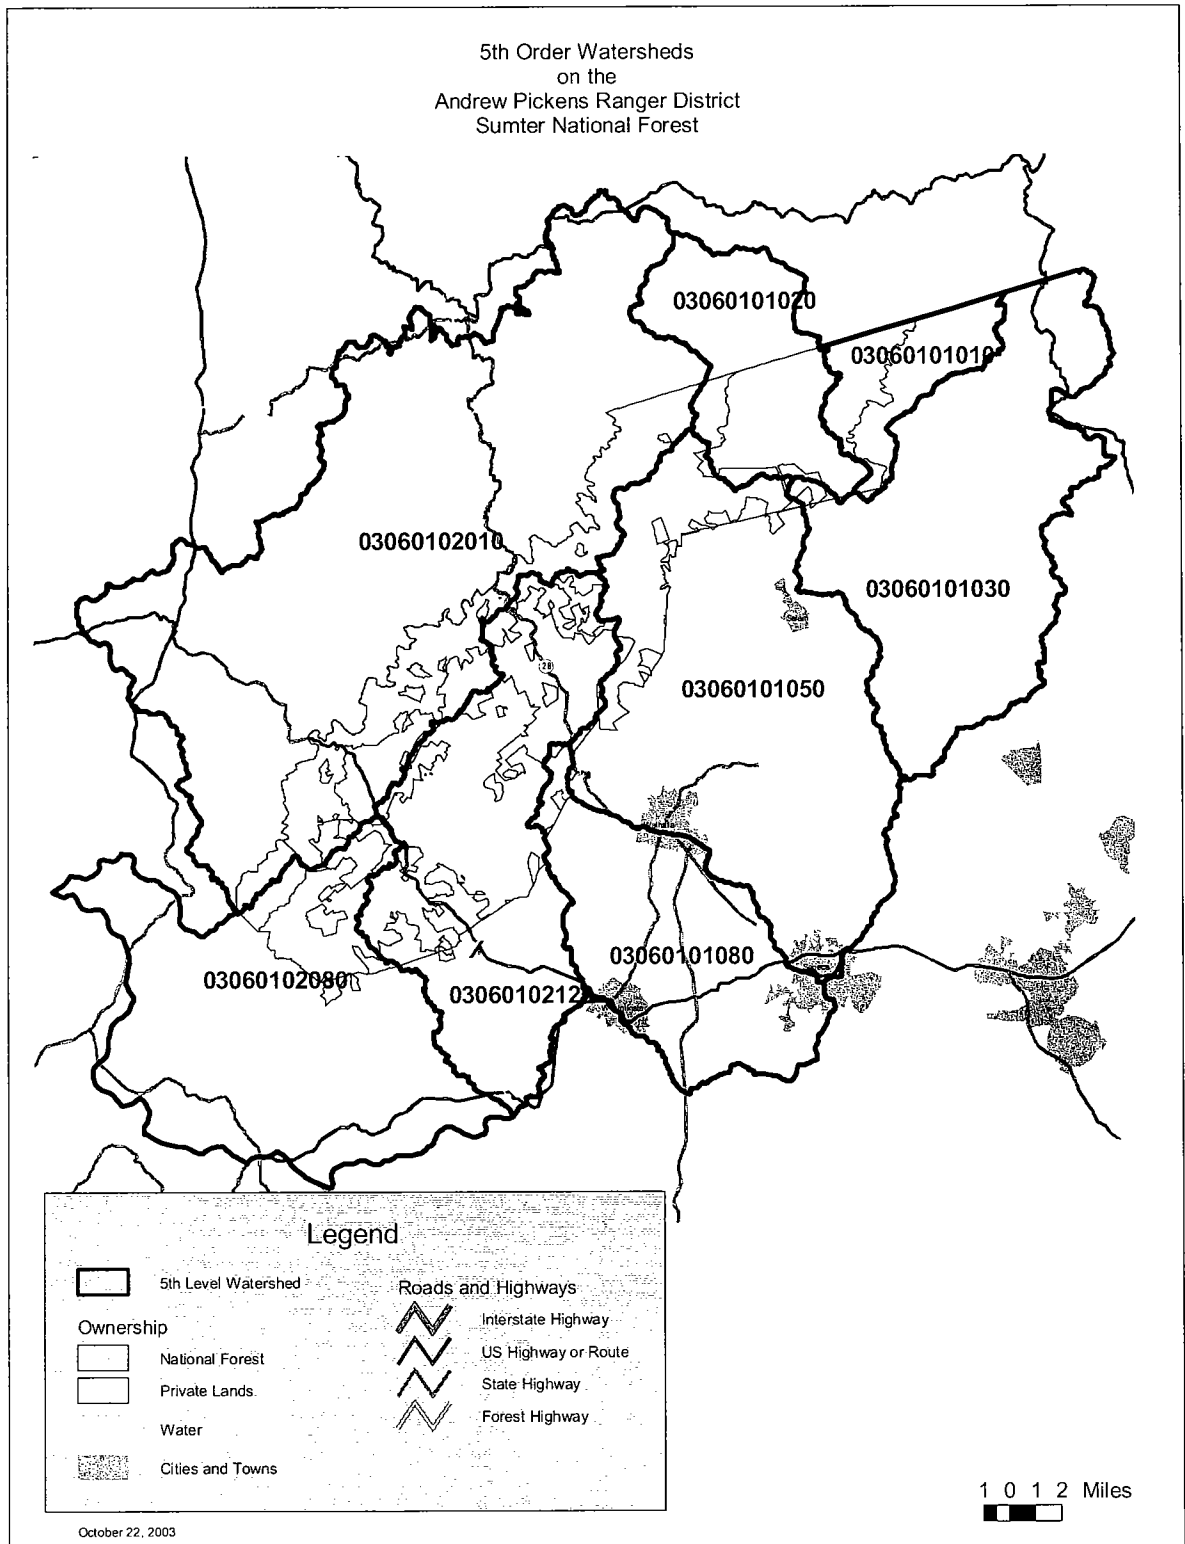 5th Order Watersheds
on the
Andrew Pickens Ranger District
Sumter National Forest
03060101020
03060101010
03060102010
03060101030
28
03060101050
03060101080
03060102080
0306010212
Legend
5th Level Watershed
Ownership
National Forest
Private Lands.
Water
Cities and Towns
Roads and Highways
Interstate Highway
US Highway or Route
State Highway
Forest Highway
1 0 1 2 Miles
October 22, 2003